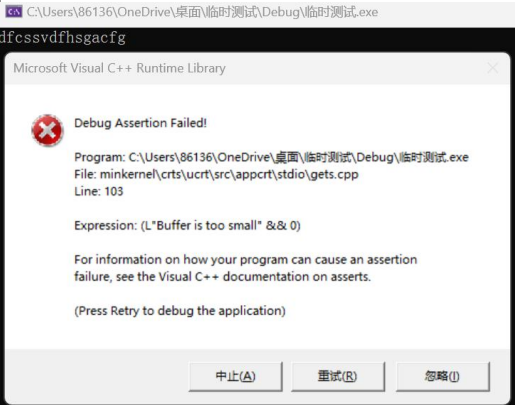 C:\Users\86136\OneDrive\桌面\临时测试\Debug\临时测试.exe
dfcssvdfhsgacfg
Microsoft Visual C++ Runtime Library
Debug Assertion Failed!
Program: C:\Users\86136\OneDrive\桌面\临时测试\Debug\临时测试.exe
File: minkernel\crts\ucrt\src\appcrt\stdio\gets.cpp
Line: 103
Expression: (L"Buffer is too small" && 0)
For information on how your program can cause an assertion
failure, see the Visual C++ documentation on asserts.
(Press Retry to debug the application)
中止(A) 重试(R) 忽略(I)